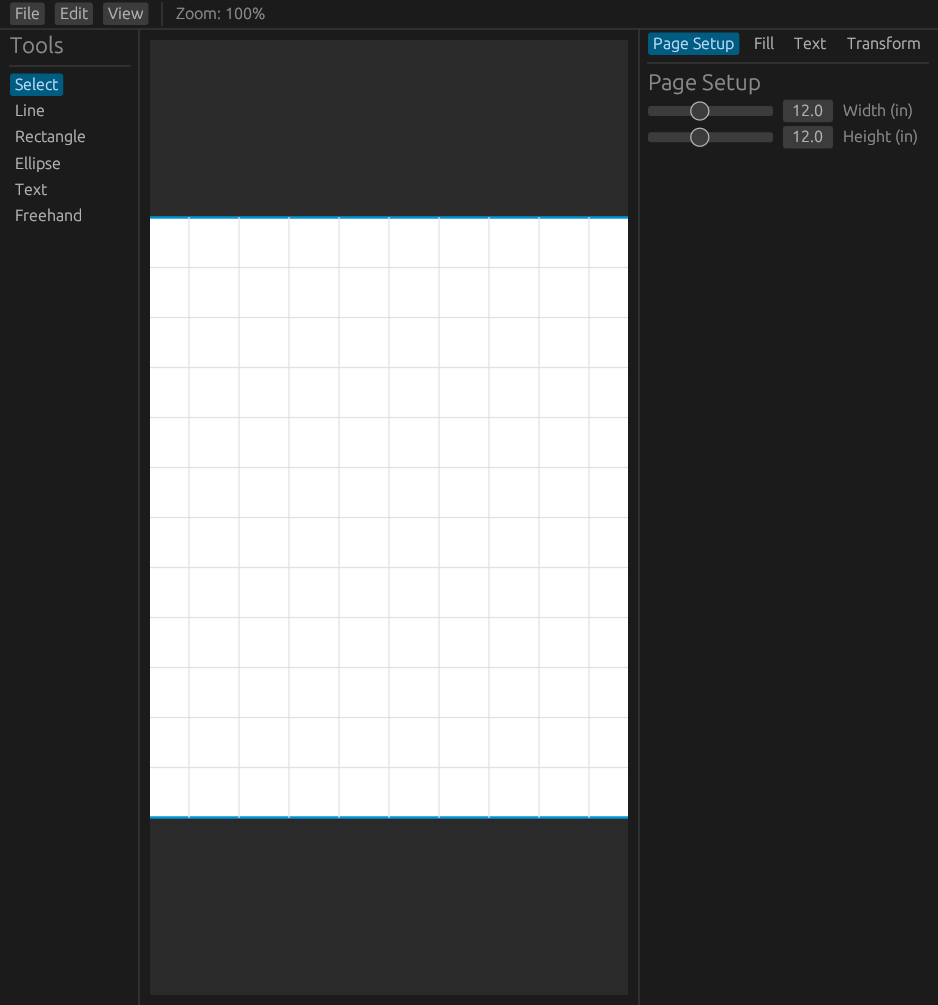 File Edit View Zoom: 100%
Tools
Select
Line
Rectangle
Ellipse
Text
Freehand
Page Setup Fill Text Transform
Page Setup
12.0 Width (in)
12.0 Height (in)